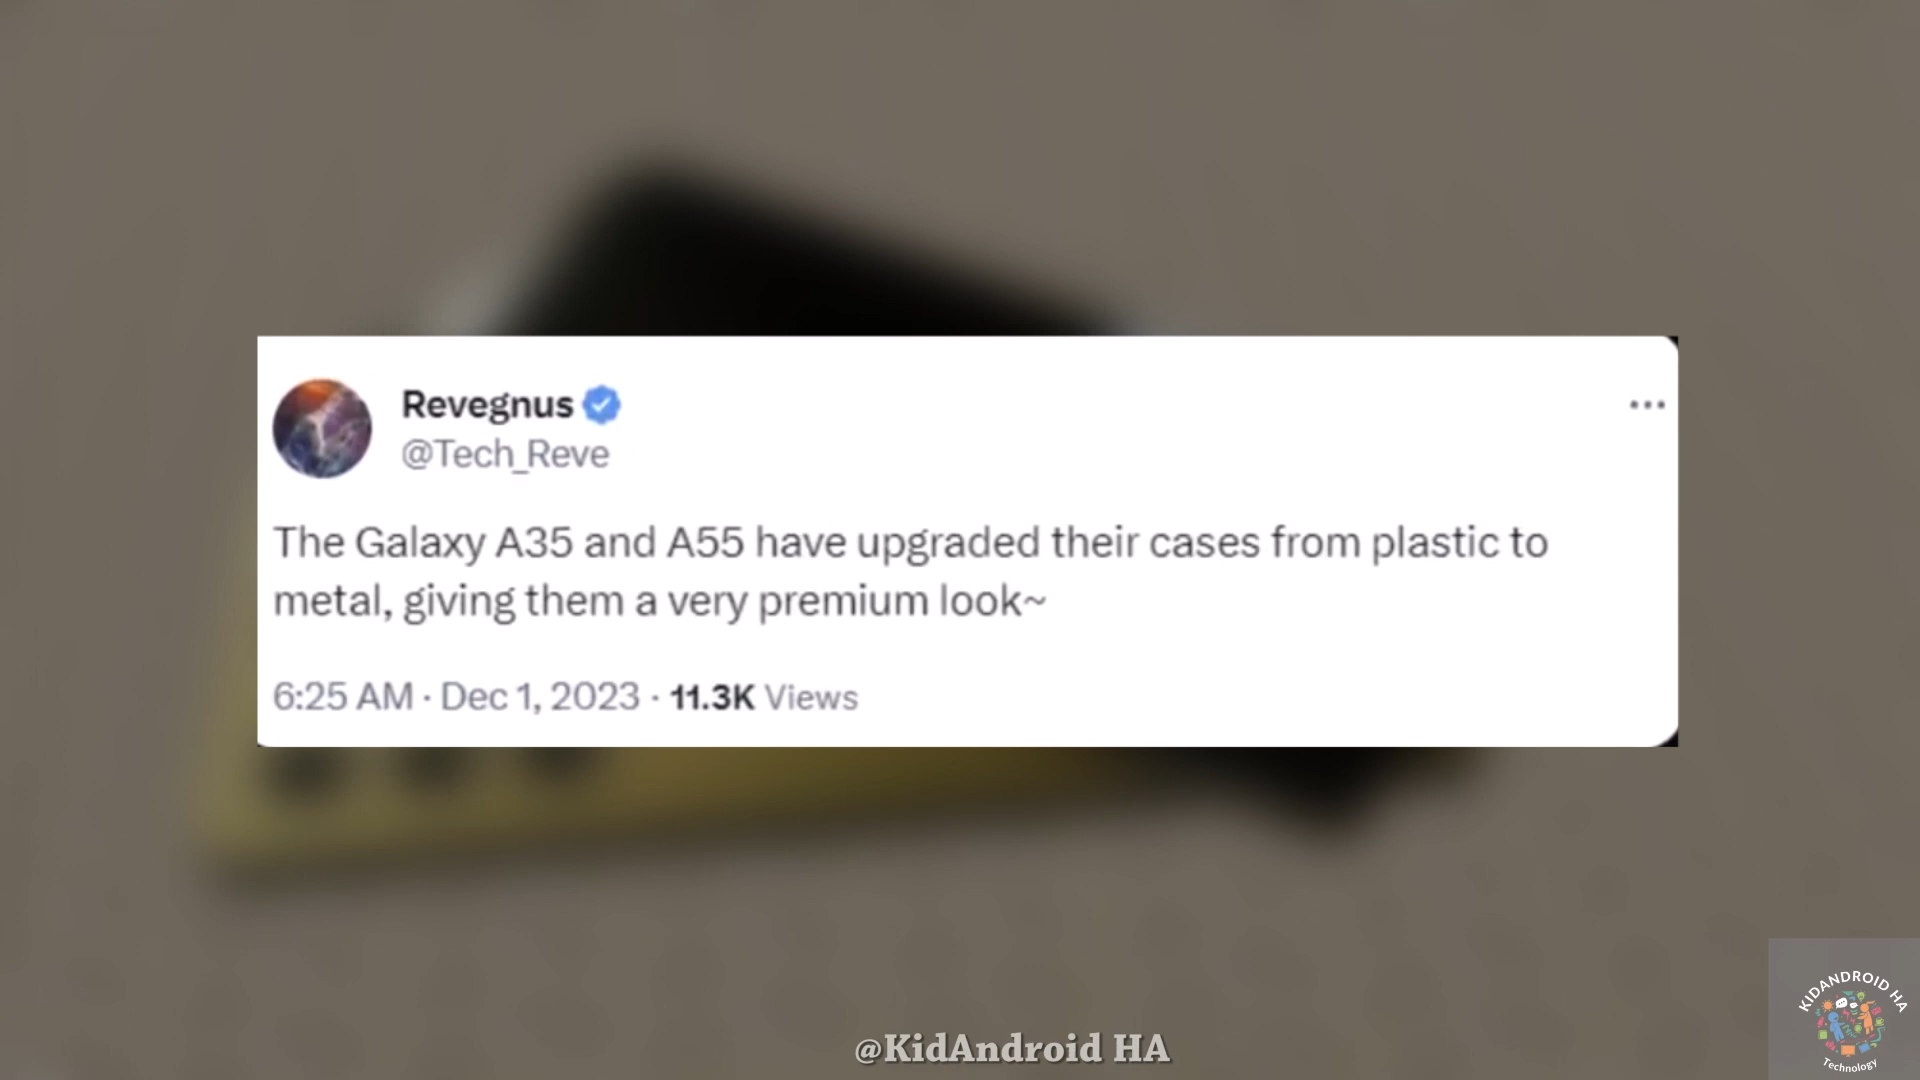 Revegnus
@Tech_Reve
The Galaxy A35 and A55 have upgraded their cases from plastic to
metal, giving them a very premium look~
6:25 AM · Dec 1, 2023 · 11.3K Views
KIDANDROID HA
Technology
@KidAndroid HA